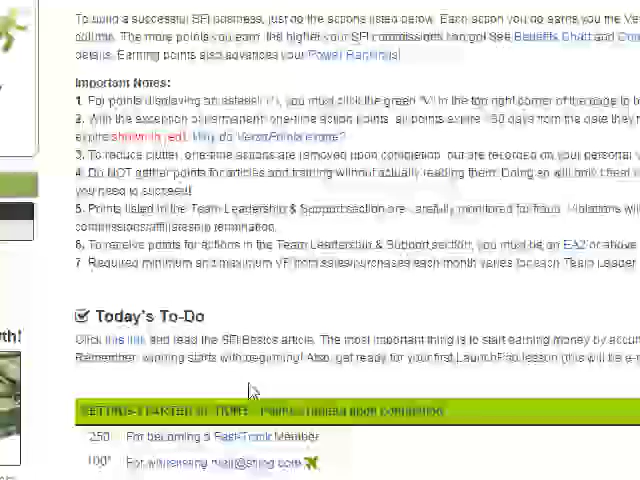 To build a successful SFI business, just do the actions listed below. Each action you do earns you the Ve
column. The more points you earn, the higher your SFI commissions can go! See Benefits Chart and
details. Earning points also advances your Power Rankings!
Important Notes:
1. For points displaying an asterisk (*), you must click the green "V" in the top right corner of the page to
2. With the exception of permanent one-time action points, all points expire 365 days from the date they
expire shown in red. Why do VersaPoints expire?
3. To reduce clutter, one-time actions are removed upon completion, but are recorded on your personal
4. Do NOT gather points for articles and training without actually reading them. Doing so will only cheat
you need to succeed!
5. Points listed in the Team Leadership & Support section are carefully monitored for fraud. Violations will
commissions/affiliateship termination.
6. To receive points for actions in the Team Leadership & Support section, you must be an EA2 or above
7. Required minimum and maximum VP from sales/purchases each month varies for each Team Leader
Today's To-Do
Click this link and read the SFI Basics article. The most important thing is to start earning money by
Remember, winning starts with beginning! Also, get ready for your first LaunchPad lesson (this will be e-
th!
GETTING STARTED ACTIONS - Points credited upon completion
250 For becoming a Fast-Track Member
100* For whitelisting mail@sfimg.com